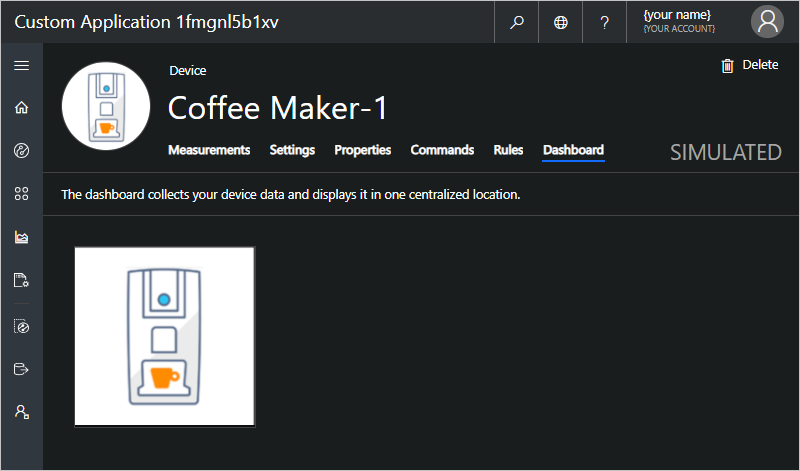 Custom Application 1fmgnl5b1xv
?
{your name}
{YOUR ACCOUNT}
Device
Delete
Coffee Maker-1
Measurements Settings Properties Commands Rules Dashboard
SIMULATED
The dashboard collects your device data and displays it in one centralized location.